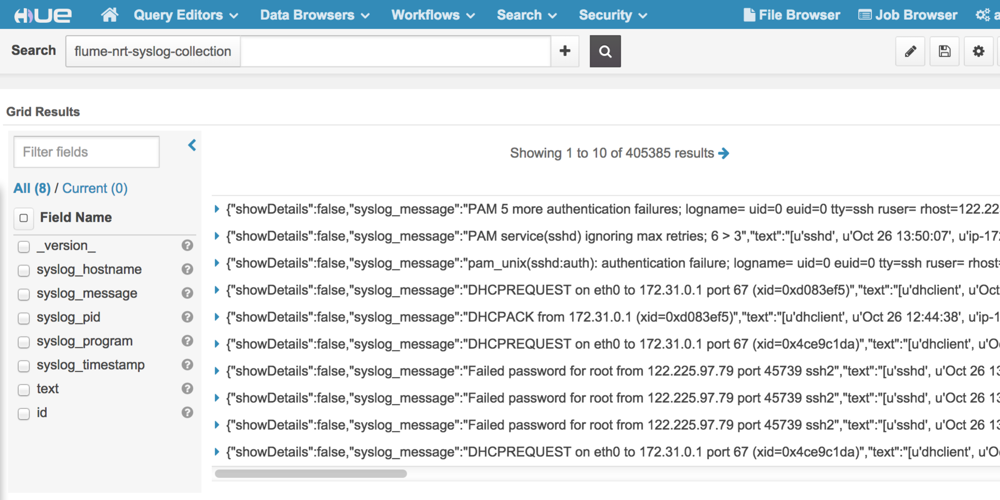 HUE Query Editors Data Browsers Workflows Search Security File Browser Job Browser
Search flume-nrt-syslog-collection
Grid Results
Filter fields
Showing 1 to 10 of 405385 results
All (8) / Current (0)
Field Name
_version_
syslog_hostname
syslog_message
syslog_pid
syslog_program
syslog_timestamp
text
id
{"showDetails":false,"syslog_message":"PAM 5 more authentication failures; logname= uid=0 euid=0 tty=ssh ruser= rhost=122.22
{"showDetails":false,"syslog_message":"PAM service(sshd) ignoring max retries; 6 > 3","text":"[u'sshd', u'Oct 26 13:50:07', u'ip-17
{"showDetails":false,"syslog_message":"pam_unix(sshd:auth): authentication failure; logname= uid=0 euid=0 tty=ssh ruser= rhost=
{"showDetails":false,"syslog_message":"DHCPREQUEST on eth0 to 172.31.0.1 port 67 (xid=0xd083ef5)","text":"[u'dhclient', u'Oct
{"showDetails":false,"syslog_message":"DHCPACK from 172.31.0.1 (xid=0xd083ef5)","text":"[u'dhclient', u'Oct 26 12:44:38', u'ip-1
{"showDetails":false,"syslog_message":"DHCPREQUEST on eth0 to 172.31.0.1 port 67 (xid=0x4ce9c1da)","text":"[u'dhclient', u'O
{"showDetails":false,"syslog_message":"Failed password for root from 122.225.97.79 port 45739 ssh2","text":"[u'sshd', u'Oct 26 13
{"showDetails":false,"syslog_message":"Failed password for root from 122.225.97.79 port 45739 ssh2","text":"[u'sshd', u'Oct 26 13
{"showDetails":false,"syslog_message":"Failed password for root from 122.225.97.79 port 45739 ssh2","text":"[u'sshd', u'Oct 26 13
{"showDetails":false,"syslog_message":"DHCPREQUEST on eth0 to 172.31.0.1 port 67 (xid=0x4ce9c1da)","text":"[u'dhclient', u'O